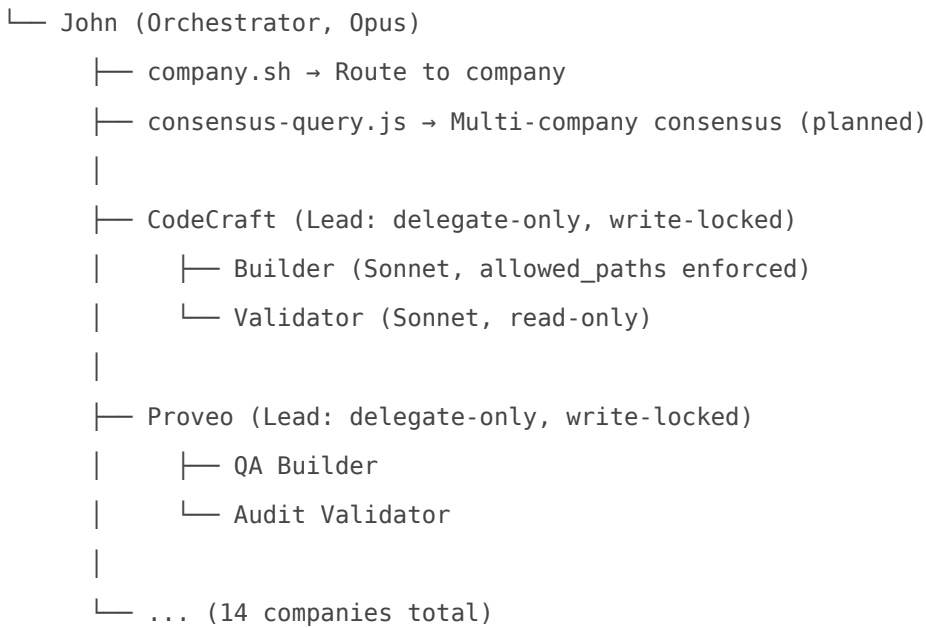 └── John (Orchestrator, Opus)
├── company.sh → Route to company
├── consensus-query.js → Multi-company consensus (planned)
│
├── CodeCraft (Lead: delegate-only, write-locked)
│   ├── Builder (Sonnet, allowed_paths enforced)
│   └── Validator (Sonnet, read-only)
│
├── Proveo (Lead: delegate-only, write-locked)
│   ├── QA Builder
│   └── Audit Validator
│
└── ... (14 companies total)